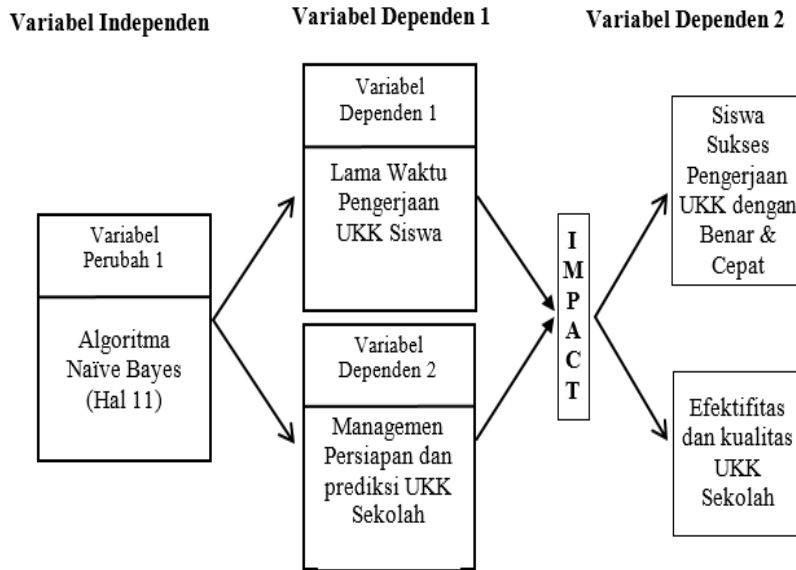 Variabel Independen
Variabel Dependen 1
Variabel Dependen 2
Variabel
Perubah 1
Algoritma
Naïve Bayes
(Hal 11)
Variabel
Dependen 1
Lama Waktu
Pengerjaan
UKK Siswa
Variabel
Dependen 2
Managemen
Persiapan dan
prediksi UKK
Sekolah
I
M
P
A
C
T
Siswa
Sukses
Pengerjaan
UKK dengan
Benar &
Cepat
Efektifitas
dan kualitas
UKK
Sekolah